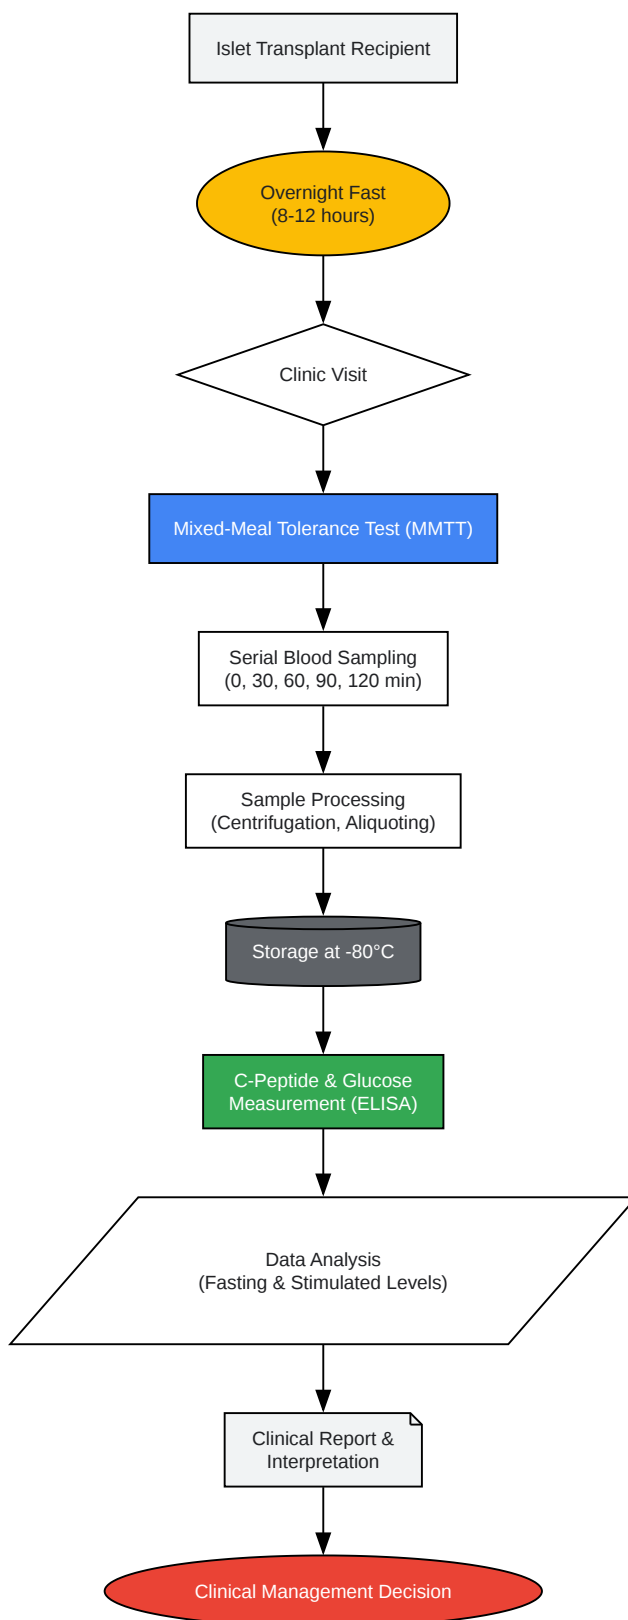 Islet Transplant Recipient
Overnight Fast
(8-12 hours)
Clinic Visit
Mixed-Meal Tolerance Test (MMTT)
Serial Blood Sampling
(0, 30, 60, 90, 120 min)
Sample Processing
(Centrifugation, Aliquoting)
Storage at -80°C
C-Peptide & Glucose
Measurement (ELISA)
Data Analysis
(Fasting & Stimulated Levels)
Clinical Report &
Interpretation
Clinical Management Decision